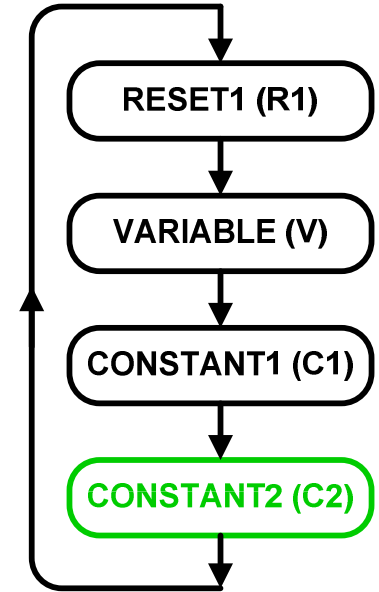 RESET1 (R1)
VARIABLE (V)
CONSTANT1 (C1)
CONSTANT2 (C2)